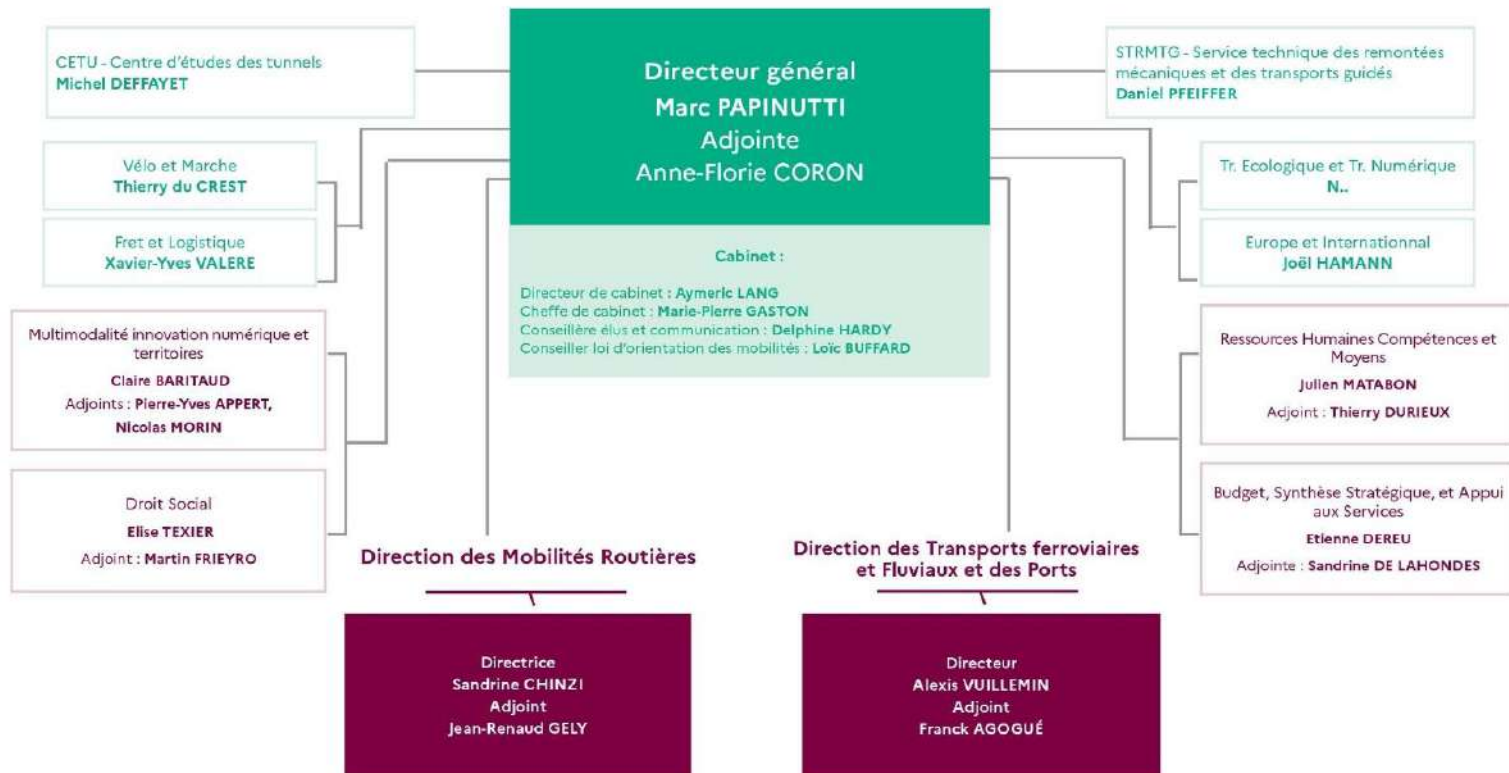 CETU - Centre d'études des tunnels
Michel DEFFAYET
Directeur général
Marc PAPINUTTI
Adjointe
Anne-Florie CORON
STRMTG - Service technique des remontées
mécaniques et des transports guidés
Daniel PFEIFFER
Vélo et Marche
Thierry du CREST
Fret et Logistique
Xavier-Yves VALERE
Tr. Ecologique et Tr. Numérique
N..
Europe et Internationnal
Joël HAMANN
Cabinet :
Directeur de cabinet : Aymeric LANG
Cheffe de cabinet : Marie-Pierre GASTON
Conseillère élus et communication : Delphine HARDY
Conseiller loi d'orientation des mobilités : Loïc BUFFARD
Multimodalité innovation numérique et
territoires
Claire BARITAUD
Adjoints : Pierre-Yves APPERT,
Nicolas MORIN
Droit Social
Elise TEXIER
Adjoint : Martin FRIEYRO
Ressources Humaines Compétences et
Moyens
Julien MATABON
Adjoint : Thierry DURIEUX
Budget, Synthèse Stratégique, et Appui
aux Services
Etienne DEREU
Adjointe : Sandrine DE LAHONDES
Direction des Mobilités Routières
Directrice
Sandrine CHINZI
Adjoint
Jean-Renaud GELY
Direction des Transports ferroviaires
et Fluviaux et des Ports
Directeur
Alexis VUILLEMIN
Adjoint
Franck AGOGUÉ